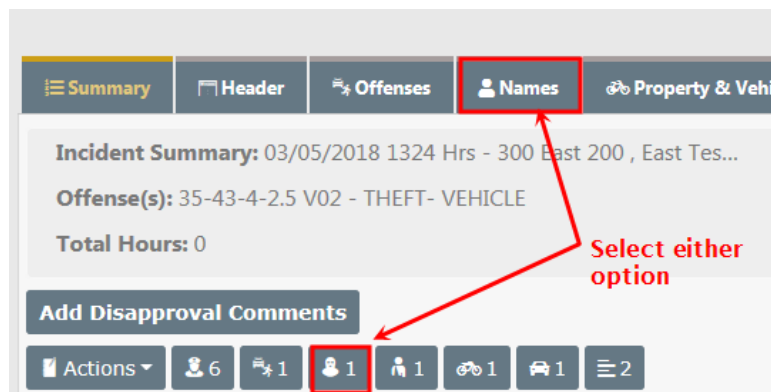 Summary Header Offenses Names Property & Vehi
Incident Summary: 03/05/2018 1324 Hrs - 300 East 200 , East Tes...
Offense(s): 35-43-4-2.5 V02 - THEFT- VEHICLE
Total Hours: 0
Select either
option
Add Disapproval Comments
Actions 6 1 1 1 1 1 2